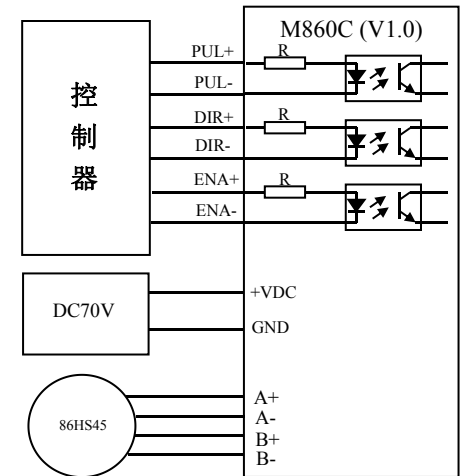 M860C (V1.0)
PUL+
R
PUL-
DIR+
R
DIR-
ENA+
R
ENA-
控
制
器
DC70V
+VDC
GND
86HS45
A+
A-
B+
B-